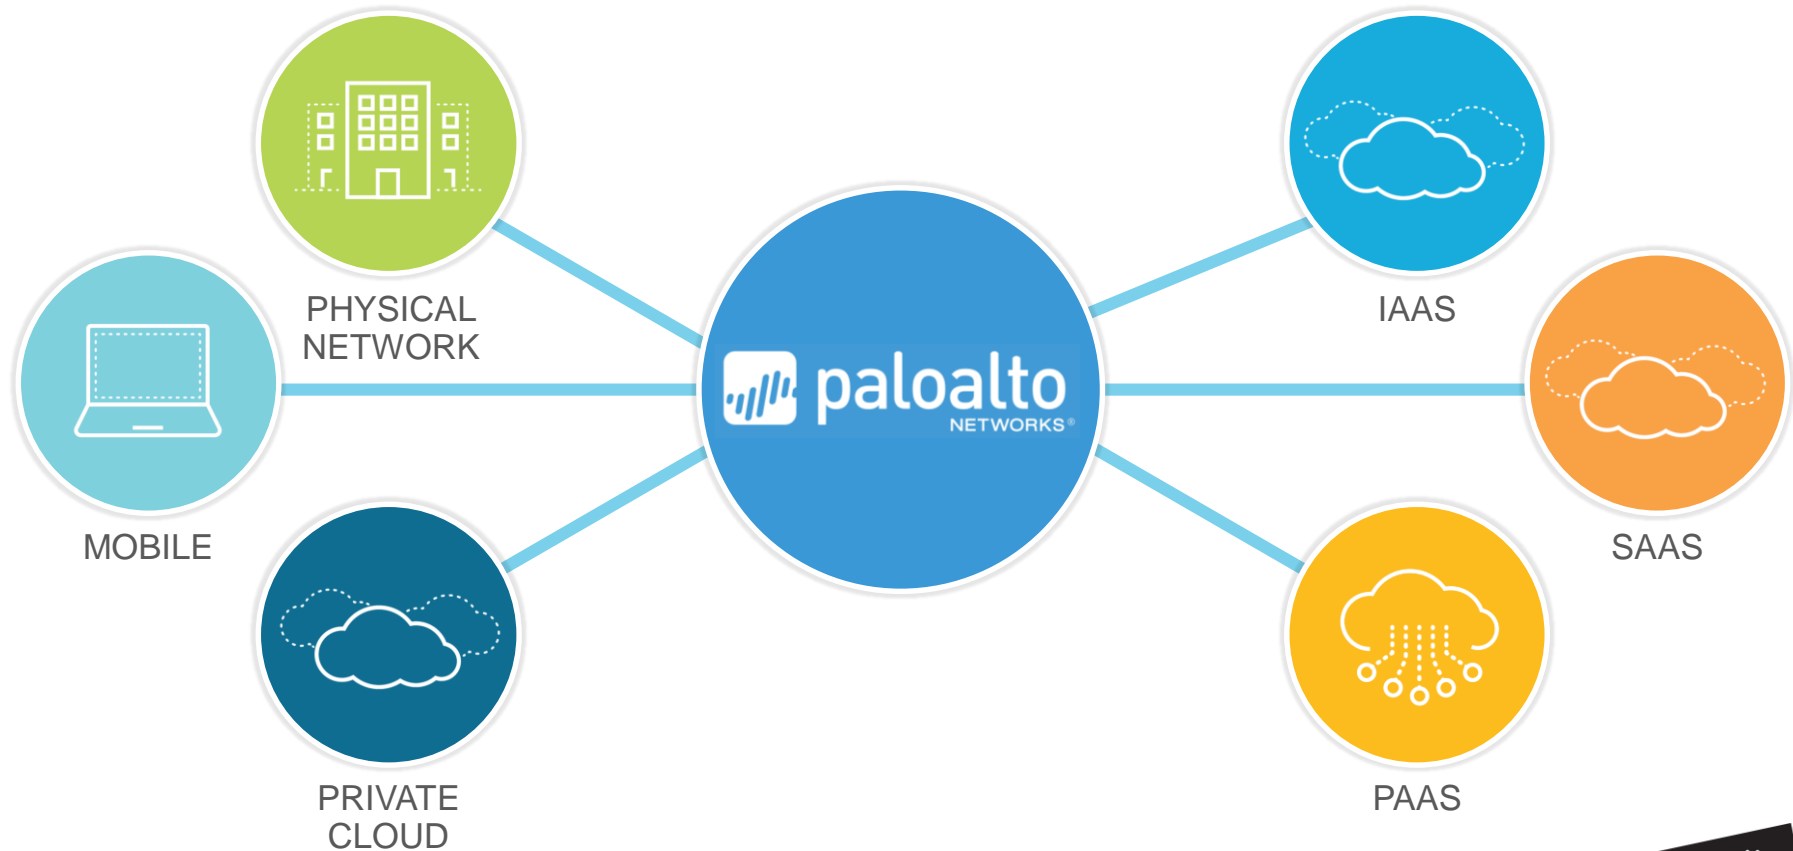 PHYSICAL
NETWORK
IAAS
paloalto
NETWORKS®
MOBILE
SAAS
PRIVATE
CLOUD
PAAS